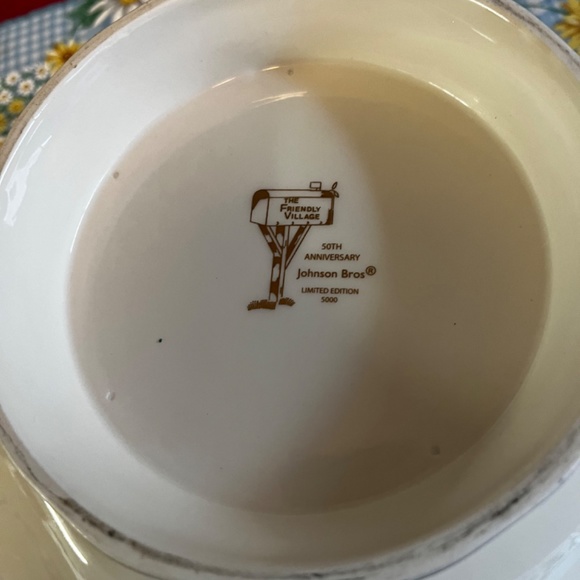 THE
FRIENDLY
VILLAGE
50TH
ANNIVERSARY
Johnson Bros®
LIMITED EDITION
5000